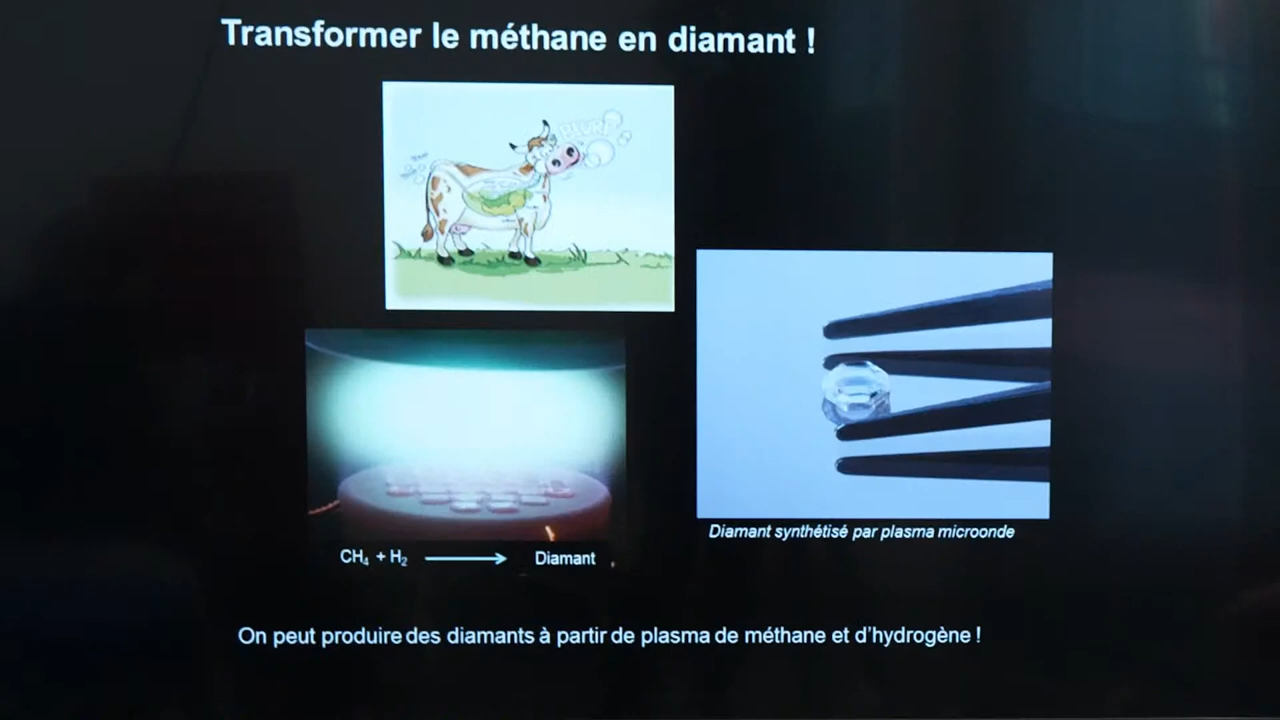 Transformer le méthane en diamant !
BLURP
Diamant synthétisé par plasma microonde
CH₄ + H₂ Diamant
On peut produire des diamants à partir de plasma de méthane et d'hydrogène !